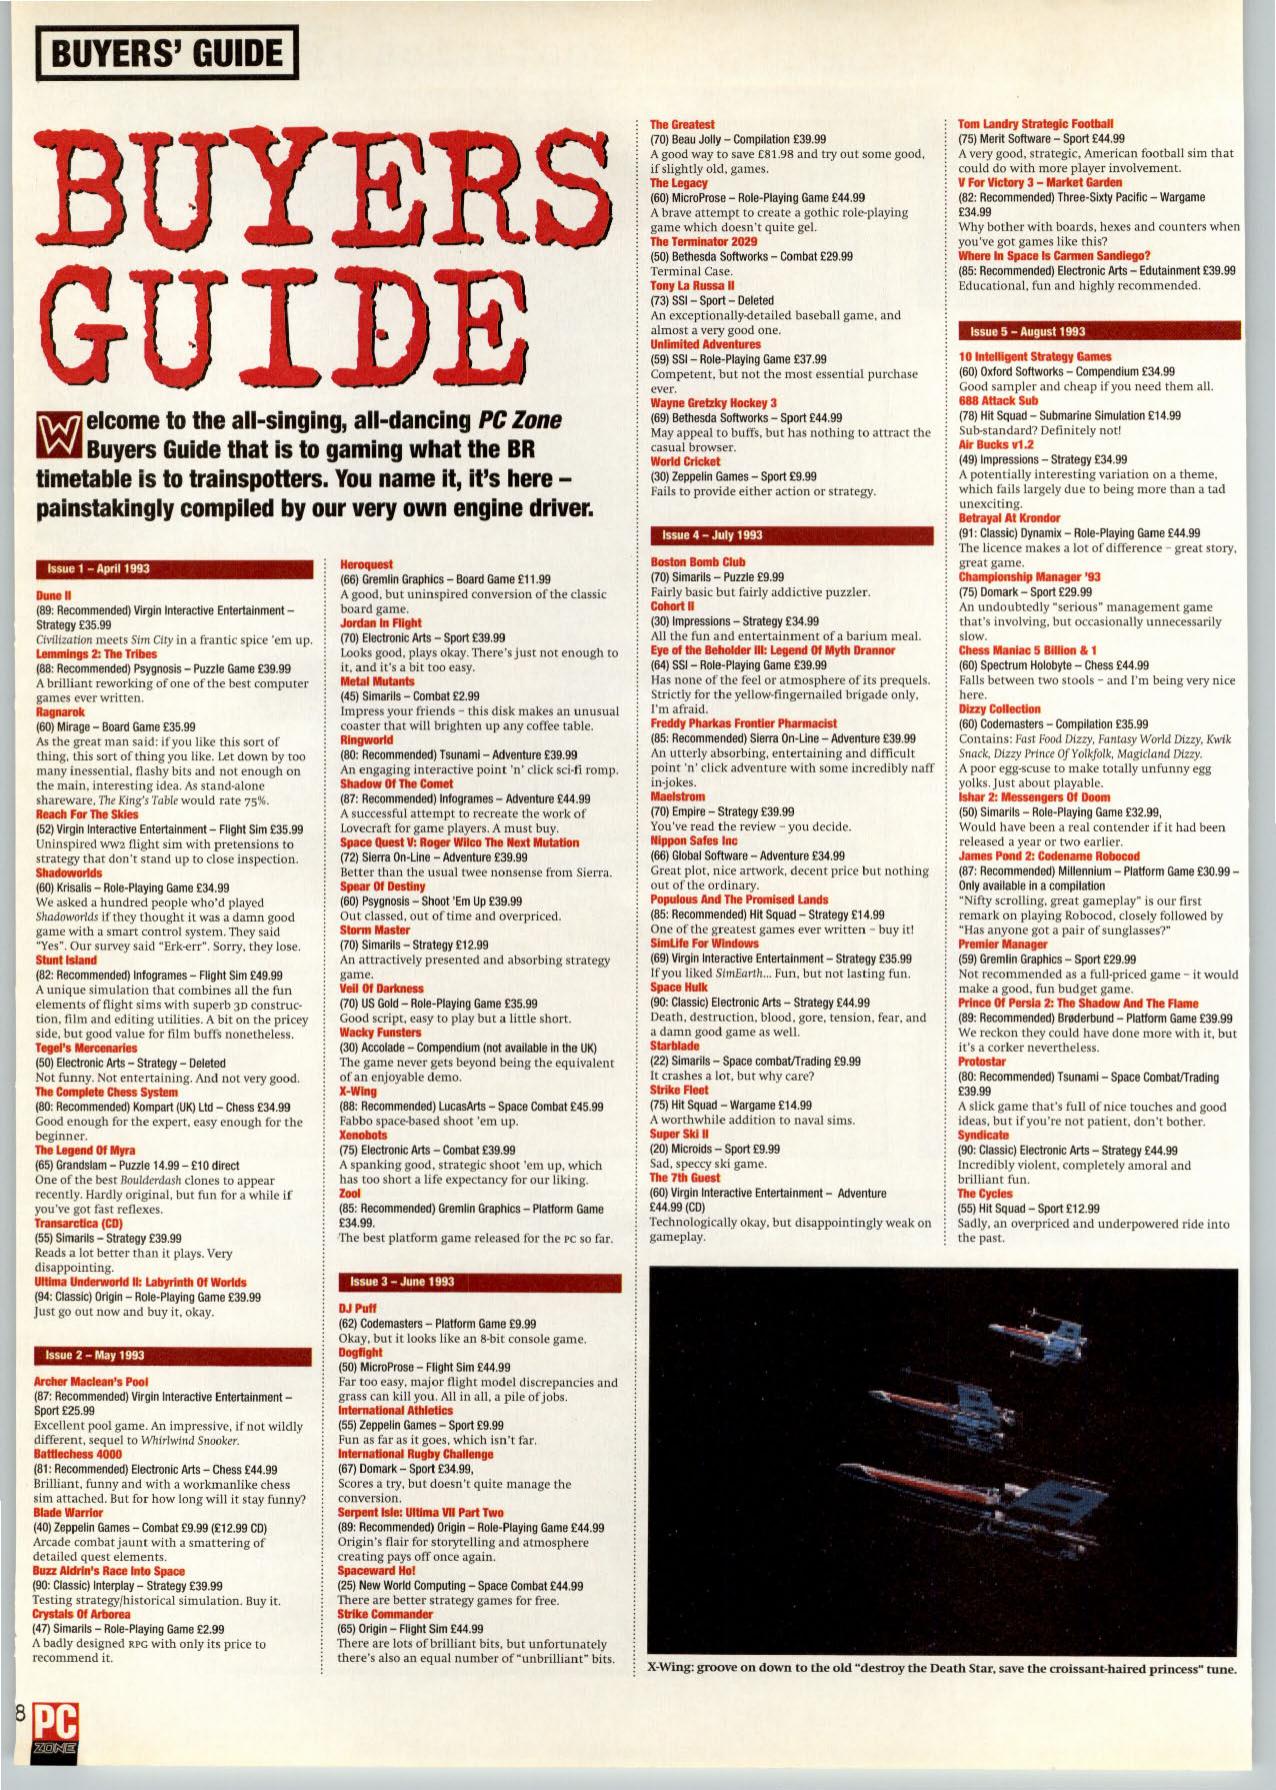 BUYERS' GUIDE
BUYERS
GUIDE
Welcome to the all-singing, all-dancing PC Zone
Buyers Guide that is to gaming what the BR
timetable is to trainspotters. You name it, it's here –
painstakingly compiled by our very own engine driver.
Issue 1 – April 1993
Dune II
(89: Recommended) Virgin Interactive Entertainment –
Strategy £35.99
Civilization meets Sim City in a frantic spice 'em up.
Lemmings 2: The Tribes
(88: Recommended) Psygnosis – Puzzle Game £39.99
A brilliant reworking of one of the best computer
games ever written.
Ragnarok
(60) Mirage – Board Game £35.99
As the great man said: if you like this sort of
thing, this sort of thing you like. Let down by too
many inessential, flashy bits and not enough on
the main, interesting idea. As stand-alone
shareware, The King's Table would rate 75%.
Reach For The Skies
(52) Virgin Interactive Entertainment – Flight Sim £35.99
Uninspired WW2 flight sim with pretensions to
strategy that don't stand up to close inspection.
Shadoworlds
(60) Krisalis – Role-Playing Game £34.99
We asked a hundred people who'd played
Shadoworlds if they thought it was a damn good
game with a smart control system. They said
"Yes". Our survey said "Erk-err". Sorry, they lose.
Stunt Island
(82: Recommended) Infogrames – Flight Sim £49.99
A unique simulation that combines all the fun
elements of flight sims with superb 3D construc-
tion, film and editing utilities. A bit on the pricey
side, but good value for film buffs nonetheless.
Tegel's Mercenaries
(50) Electronic Arts – Strategy – Deleted
Not funny. Not entertaining. And not very good.
The Complete Chess System
(80: Recommended) Kompart (UK) Ltd – Chess £34.99
Good enough for the expert, easy enough for the
beginner.
The Legend Of Myra
(65) Grandslam – Puzzle 14.99 – £10 direct
One of the best Boulderdash clones to appear
recently. Hardly original, but fun for a while if
you've got fast reflexes.
Transarctica (CD)
(55) Simarils – Strategy £39.99
Reads a lot better than it plays. Very
disappointing.
Ultima Underworld II: Labyrinth Of Worlds
(94: Classic) Origin – Role-Playing Game £39.99
Just go out now and buy it, okay.
Issue 2 – May 1993
Archer Maclean's Pool
(87: Recommended) Virgin Interactive Entertainment –
Sport £25.99
Excellent pool game. An impressive, if not wildly
different, sequel to Whirlwind Snooker.
Battlechess 4000
(81: Recommended) Electronic Arts – Chess £44.99
Brilliant, funny and with a workmanlike chess
sim attached. But for how long will it stay funny?
Blade Warrior
(40) Zeppelin Games – Combat £9.99 (£12.99 CD)
Arcade combat jaunt with a smattering of
detailed quest elements.
Buzz Aldrin's Race Into Space
(90: Classic) Interplay – Strategy £39.99
Testing strategy/historical simulation. Buy it.
Crystals Of Arborea
(47) Simarils – Role-Playing Game £2.99
A badly designed RPG with only its price to
recommend it.
Heroquest
(66) Gremlin Graphics – Board Game £11.99
A good, but uninspired conversion of the classic
board game.
Jordan In Flight
(70) Electronic Arts – Sport £39.99
Looks good, plays okay. There's just not enough to
it, and it's a bit too easy.
Metal Mutants
(45) Simarils – Combat £2.99
Impress your friends – this disk makes an unusual
coaster that will brighten up any coffee table.
Ringworld
(80: Recommended) Tsunami – Adventure £39.99
An engaging interactive point 'n' click sci-fi romp.
Shadow Of The Comet
(87: Recommended) Infogrames – Adventure £44.99
A successful attempt to recreate the work of
Lovecraft for game players. A must buy.
Space Quest V: Roger Wilco The Next Mutation
(72) Sierra On-Line – Adventure £39.99
Better than the usual twee nonsense from Sierra.
Spear Of Destiny
(60) Psygnosis – Shoot 'Em Up £39.99
Out classed, out of time and overpriced.
Storm Master
(70) Simarils – Strategy £12.99
An attractively presented and absorbing strategy
game.
Veil Of Darkness
(70) US Gold – Role-Playing Game £35.99
Good script, easy to play but a little short.
Wacky Funsters
(30) Accolade – Compendium (not available in the UK)
The game never gets beyond being the equivalent
of an enjoyable demo.
X-Wing
(88: Recommended) LucasArts – Space Combat £45.99
Fabbo space-based shoot 'em up.
Xenobots
(75) Electronic Arts – Combat £39.99
A spanking good, strategic shoot 'em up, which
has too short a life expectancy for our liking.
Zool
(85: Recommended) Gremlin Graphics – Platform Game
£34.99.
The best platform game released for the PC so far.
Issue 3 – June 1993
DJ Puff
(62) Codemasters – Platform Game £9.99
Okay, but it looks like an 8-bit console game.
Dogfight
(50) MicroProse – Flight Sim £44.99
Far too easy, major flight model discrepancies and
grass can kill you. All in all, a pile of jobs.
International Athletics
(55) Zeppelin Games – Sport £9.99
Fun as far as it goes, which isn't far.
International Rugby Challenge
(67) Domark – Sport £34.99,
Scores a try, but doesn't quite manage the
conversion.
Serpent Isle: Ultima VII Part Two
(89: Recommended) Origin – Role-Playing Game £44.99
Origin's flair for storytelling and atmosphere
creating pays off once again.
Spaceward Ho!
(25) New World Computing – Space Combat £44.99
There are better strategy games for free.
Strike Commander
(65) Origin – Flight Sim £44.99
There are lots of brilliant bits, but unfortunately
there's also an equal number of "unbrilliant" bits.
The Greatest
(70) Beau Jolly – Compilation £39.99
A good way to save £81.98 and try out some good,
if slightly old, games.
The Legacy
(60) MicroProse – Role-Playing Game £44.99
A brave attempt to create a gothic role-playing
game which doesn't quite gel.
The Terminator 2029
(50) Bethesda Softworks – Combat £29.99
Terminal Case.
Tony La Russa II
(73) SSI – Sport – Deleted
An exceptionally-detailed baseball game, and
almost a very good one.
Unlimited Adventures
(59) SSI – Role-Playing Game £37.99
Competent, but not the most essential purchase
ever.
Wayne Gretzky Hockey 3
(69) Bethesda Softworks – Sport £44.99
May appeal to buffs, but has nothing to attract the
casual browser.
World Cricket
(30) Zeppelin Games – Sport £9.99
Fails to provide either action or strategy.
Issue 4 – July 1993
Boston Bomb Club
(70) Simarils – Puzzle £9.99
Fairly basic but fairly addictive puzzler.
Cohort II
(30) Impressions – Strategy £34.99
All the fun and entertainment of a barium meal.
Eye of the Beholder III: Legend Of Myth Drannor
(64) SSI – Role-Playing Game £39.99
Has none of the feel or atmosphere of its prequels.
Strictly for the yellow-fingernailed brigade only,
I'm afraid.
Freddy Pharkas Frontier Pharmacist
(85: Recommended) Sierra On-Line – Adventure £39.99
An utterly absorbing, entertaining and difficult
point 'n' click adventure with some incredibly naff
in-jokes.
Maelstrom
(70) Empire – Strategy £39.99
You've read the review – you decide.
Nippon Safes Inc
(66) Global Software – Adventure £34.99
Great plot, nice artwork, decent price but nothing
out of the ordinary.
Populous And The Promised Lands
(85: Recommended) Hit Squad – Strategy £14.99
One of the greatest games ever written – buy it!
SimLife For Windows
(69) Virgin Interactive Entertainment – Strategy £35.99
If you liked SimEarth... Fun, but not lasting fun.
Space Hulk
(90: Classic) Electronic Arts – Strategy £44.99
Death, destruction, blood, gore, tension, fear, and
a damn good game as well.
Starblade
(22) Simarils – Space combat/Trading £9.99
It crashes a lot, but why care?
Strike Fleet
(75) Hit Squad – Wargame £14.99
A worthwhile addition to naval sims.
Super Ski II
(20) Microids – Sport £9.99
Sad, speccy ski game.
The 7th Guest
(60) Virgin Interactive Entertainment – Adventure
£44.99 (CD)
Technologically okay, but disappointingly weak on
gameplay.
Tom Landry Strategic Football
(75) Merit Software – Sport £44.99
A very good, strategic, American football sim that
could do with more player involvement.
V For Victory 3 – Market Garden
(82: Recommended) Three-Sixty Pacific – Wargame
£34.99
Why bother with boards, hexes and counters when
you've got games like this?
Where In Space Is Carmen Sandiego?
(85: Recommended) Electronic Arts – Edutainment £39.99
Educational, fun and highly recommended.
Issue 5 – August 1993
10 Intelligent Strategy Games
(60) Oxford Softworks – Compendium £34.99
Good sampler and cheap if you need them all.
688 Attack Sub
(78) Hit Squad – Submarine Simulation £14.99
Sub-standard? Definitely not!
Air Bucks v1.2
(49) Impressions – Strategy £34.99
A potentially interesting variation on a theme,
which fails largely due to being more than a tad
unexciting.
Betrayal At Krondor
(91: Classic) Dynamix – Role-Playing Game £44.99
The licence makes a lot of difference – great story,
great game.
Championship Manager '93
(75) Domark – Sport £29.99
An undoubtedly "serious" management game
that's involving, but occasionally unnecessarily
slow.
Chess Maniac 5 Billion & 1
(60) Spectrum Holobyte – Chess £44.99
Falls between two stools – and I'm being very nice
here.
Dizzy Collection
(60) Codemasters – Compilation £35.99
Contains: Fast Food Dizzy, Fantasy World Dizzy, Kwik
Snack, Dizzy Prince Of Yolkfolk, Magicland Dizzy.
A poor egg-scuse to make totally unfunny egg
yolks. Just about playable.
Ishar 2: Messengers Of Doom
(50) Simarils – Role-Playing Game £32.99,
Would have been a real contender if it had been
released a year or two earlier.
James Pond 2: Codename Robocod
(87: Recommended) Millennium – Platform Game £30.99 –
Only available in a compilation
"Nifty scrolling, great gameplay" is our first
remark on playing Robocod, closely followed by
"Has anyone got a pair of sunglasses?"
Premier Manager
(59) Gremlin Graphics – Sport £29.99
Not recommended as a full-priced game – it would
make a good, fun budget game.
Prince Of Persia 2: The Shadow And The Flame
(89: Recommended) Brøderbund – Platform Game £39.99
We reckon they could have done more with it, but
it's a corker nevertheless.
Protostar
(80: Recommended) Tsunami – Space Combat/Trading
£39.99
A slick game that's full of nice touches and good
ideas, but if you're not patient, don't bother.
Syndicate
(90: Classic) Electronic Arts – Strategy £44.99
Incredibly violent, completely amoral and
brilliant fun.
The Cycles
(55) Hit Squad – Sport £12.99
Sadly, an overpriced and underpowered ride into
the past.
X-Wing: groove on down to the old "destroy the Death Star, save the croissant-haired princess" tune.
8
PC
ZONE